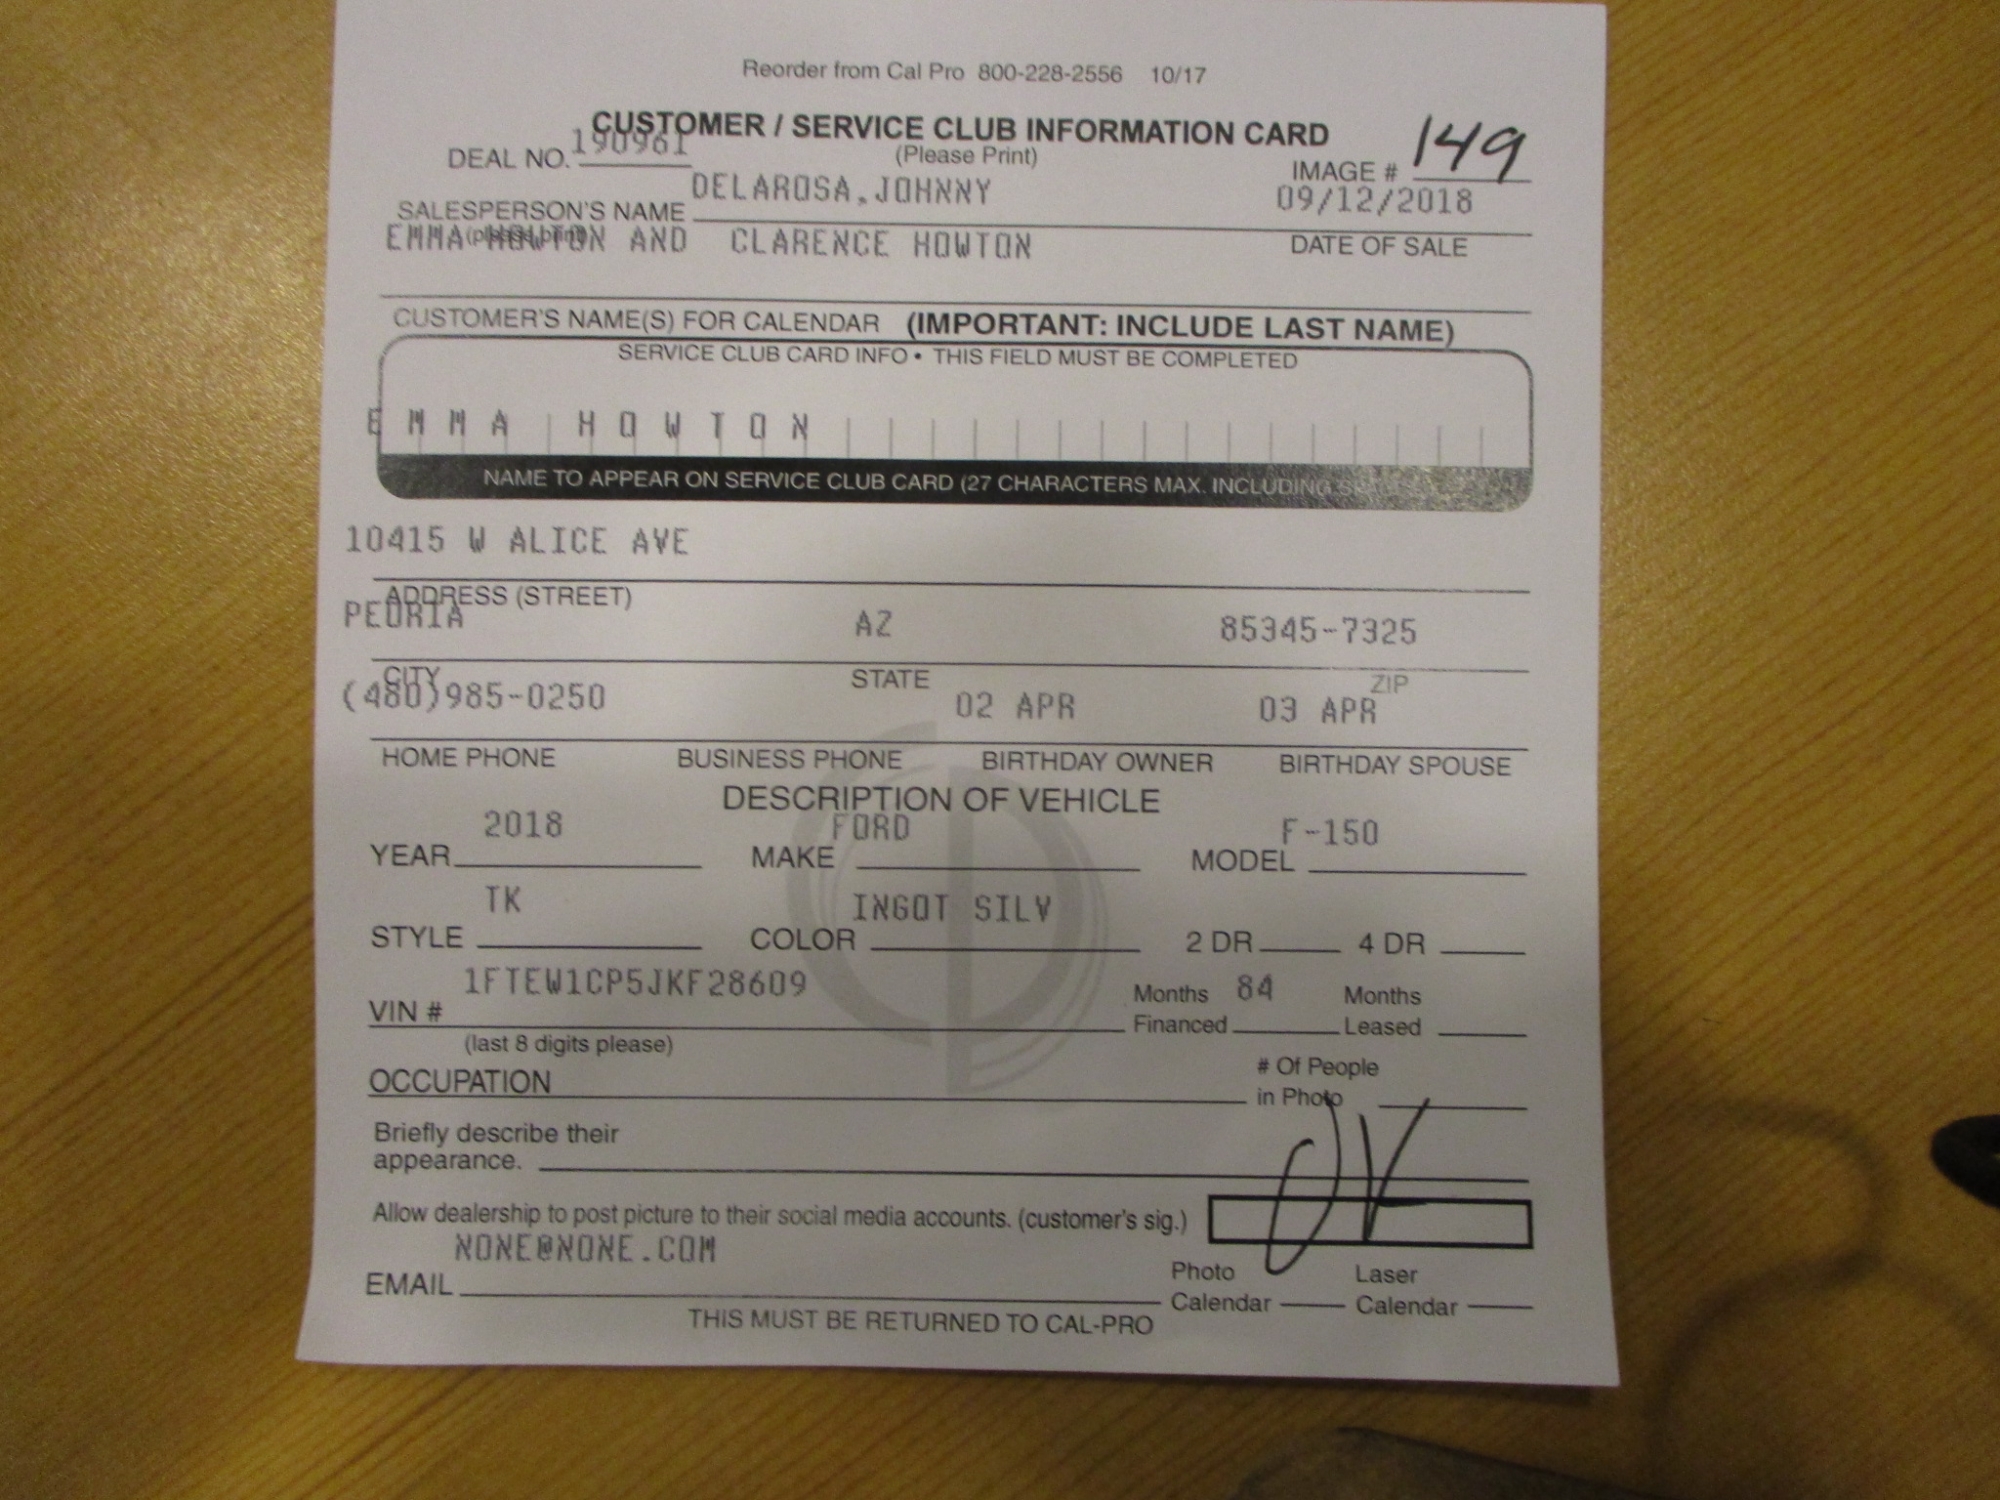 Reorder from Cal Pro 800-228-2556 10/17
CUSTOMER / SERVICE CLUB INFORMATION CARD
(Please Print)
DEAL NO. 190961
IMAGE # 149
DELAROSA,JOHNNY
09/12/2018
SALESPERSON'S NAME
(please print)
DATE OF SALE
EMMA HOWTON AND CLARENCE HOWTON
CUSTOMER'S NAME(S) FOR CALENDAR (IMPORTANT: INCLUDE LAST NAME)
SERVICE CLUB CARD INFO • THIS FIELD MUST BE COMPLETED
EMMA HOWTON
NAME TO APPEAR ON SERVICE CLUB CARD (27 CHARACTERS MAX. INCLUDING
10415 W ALICE AVE
ADDRESS (STREET)
PEORIA AZ 85345-7325
CITY STATE ZIP
(480)985-0250 02 APR 03 APR
HOME PHONE BUSINESS PHONE BIRTHDAY OWNER BIRTHDAY SPOUSE
DESCRIPTION OF VEHICLE
2018 FORD F-150
YEAR MAKE MODEL
TK INGOT SILV
STYLE COLOR 2 DR 4 DR
1FTEW1CP5JKF28609
VIN # Months Financed 84 Months Leased
(last 8 digits please)
OCCUPATION # Of People in Photo
Briefly describe their
appearance.
Allow dealership to post picture to their social media accounts. (customer's sig.)
NONE@NONE.COM
EMAIL Photo Calendar Laser Calendar
THIS MUST BE RETURNED TO CAL-PRO